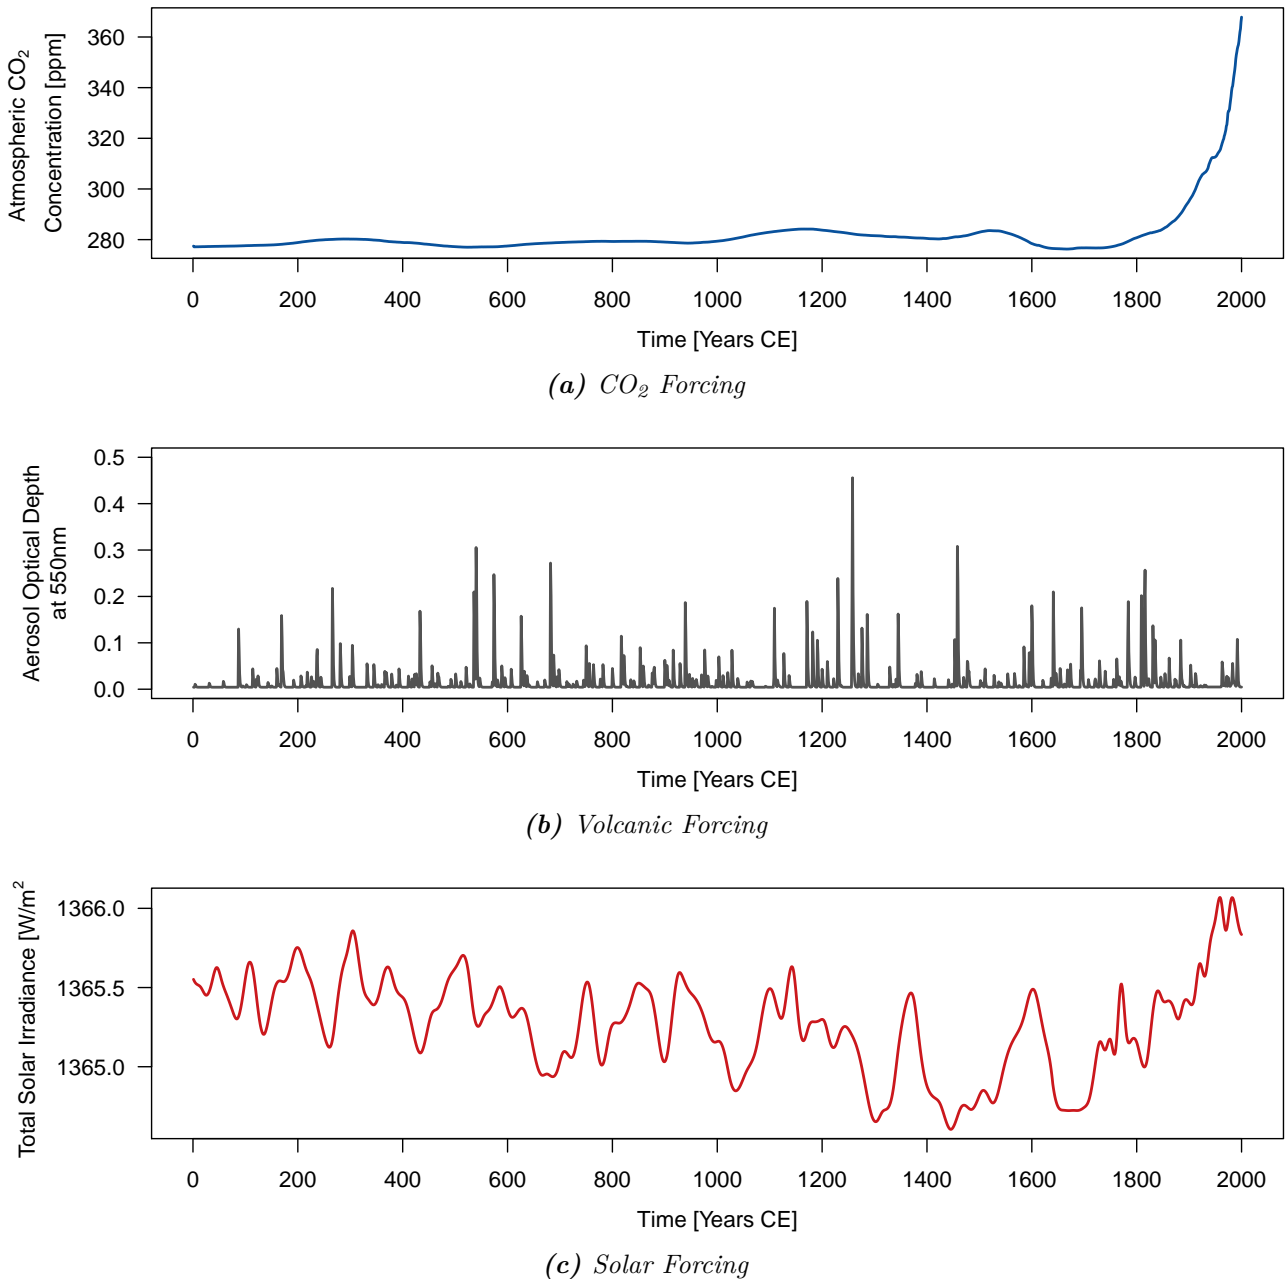 Atmospheric CO₂
Concentration [ppm]
360
340
320
300
280
0 200 400 600 800 1000 1200 1400 1600 1800 2000
Time [Years CE]
(a) CO₂ Forcing
Aerosol Optical Depth
at 550nm
0.5
0.4
0.3
0.2
0.1
0.0
0 200 400 600 800 1000 1200 1400 1600 1800 2000
Time [Years CE]
(b) Volcanic Forcing
Total Solar Irradiance [W/m²
1366.0
1365.5
1365.0
0 200 400 600 800 1000 1200 1400 1600 1800 2000
Time [Years CE]
(c) Solar Forcing